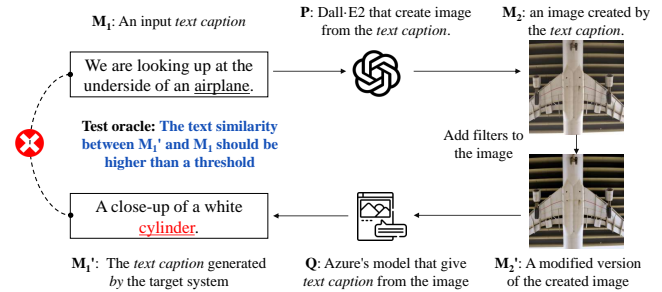 M₁: An input text caption
P: Dall·E2 that create image
from the text caption.
M₂: an image created by
the text caption.
We are looking up at the
underside of an airplane.
Test oracle: The text similarity
between M₁' and M₁ should be
higher than a threshold
Add filters to
the image
A close-up of a white
cylinder.
M₁': The text caption generated
by the target system
Q: Azure's model that give
text caption from the image
M₂': A modified version
of the created image